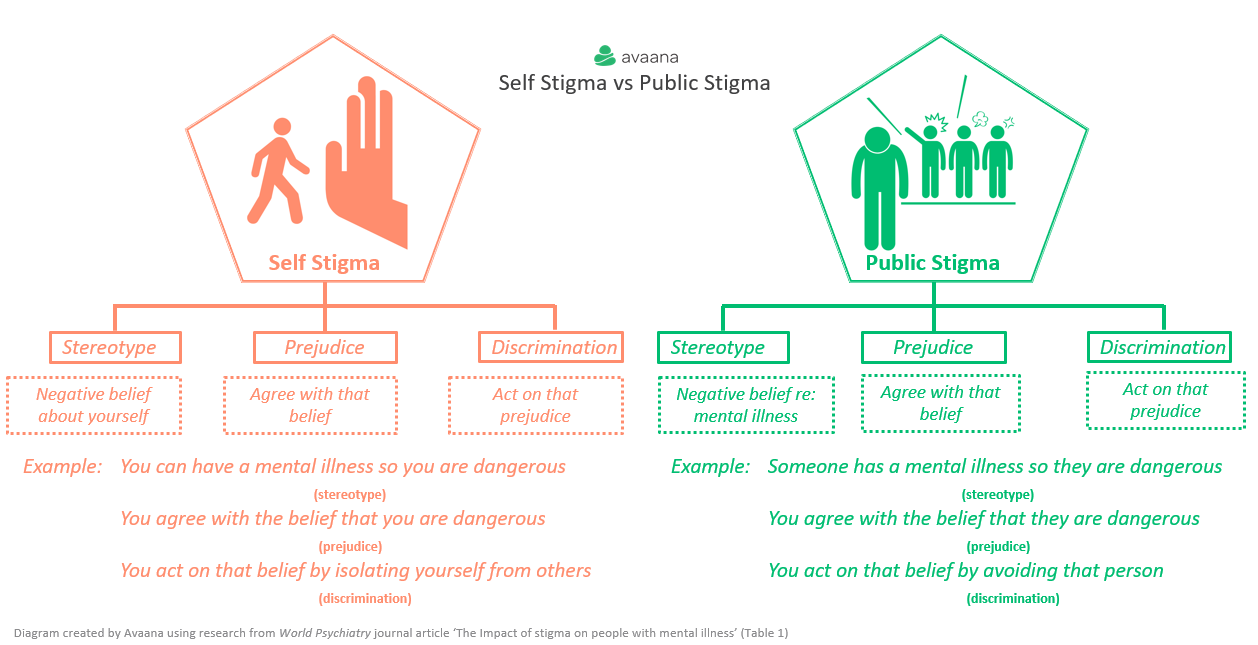 avaana
Self Stigma vs Public Stigma
Self Stigma
Stereotype
Prejudice
Discrimination
Negative belief
about yourself
Agree with that
belief
Act on that
prejudice
Example: You can have a mental illness so you are dangerous
(stereotype)
You agree with the belief that you are dangerous
(prejudice)
You act on that belief by isolating yourself from others
(discrimination)
Public Stigma
Stereotype
Prejudice
Discrimination
Negative belief re:
mental illness
Agree with that
belief
Act on that
prejudice
Example: Someone has a mental illness so they are dangerous
(stereotype)
You agree with the belief that they are dangerous
(prejudice)
You act on that belief by avoiding that person
(discrimination)
Diagram created by Avaana using research from World Psychiatry journal article ‘The Impact of stigma on people with mental illness’ (Table 1)